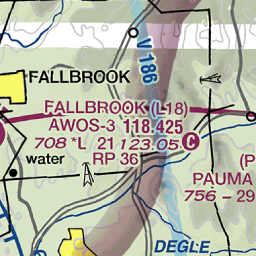 V 186
FALLBROOK
FALLBROOK (L18)
AWOS-3 118.425
708 *L 21 123.05 C
water
RP 36
(P
PAUMA
756 - 29
DEGLE